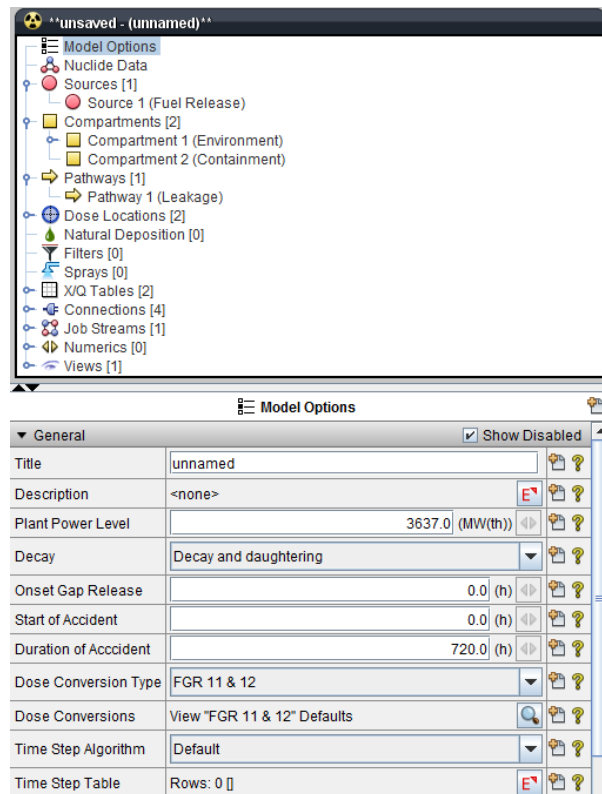 **unsaved - (unnamed)**
Model Options
Nuclide Data
Sources [1]
Source 1 (Fuel Release)
Compartments [2]
Compartment 1 (Environment)
Compartment 2 (Containment)
Pathways [1]
Pathway 1 (Leakage)
Dose Locations [2]
Natural Deposition [0]
Filters [0]
Sprays [0]
X/Q Tables [2]
Connections [4]
Job Streams [1]
Numerics [0]
Views [1]
Model Options
General Show Disabled
Title unnamed ?
Description <none> E ?
Plant Power Level 3637.0 (MW(th)) ?
Decay Decay and daughtering ?
Onset Gap Release 0.0 (h) ?
Start of Accident 0.0 (h) ?
Duration of Acccident 720.0 (h) ?
Dose Conversion Type FGR 11 & 12 ?
Dose Conversions View "FGR 11 & 12" Defaults ?
Time Step Algorithm Default ?
Time Step Table Rows: 0 [] E ?